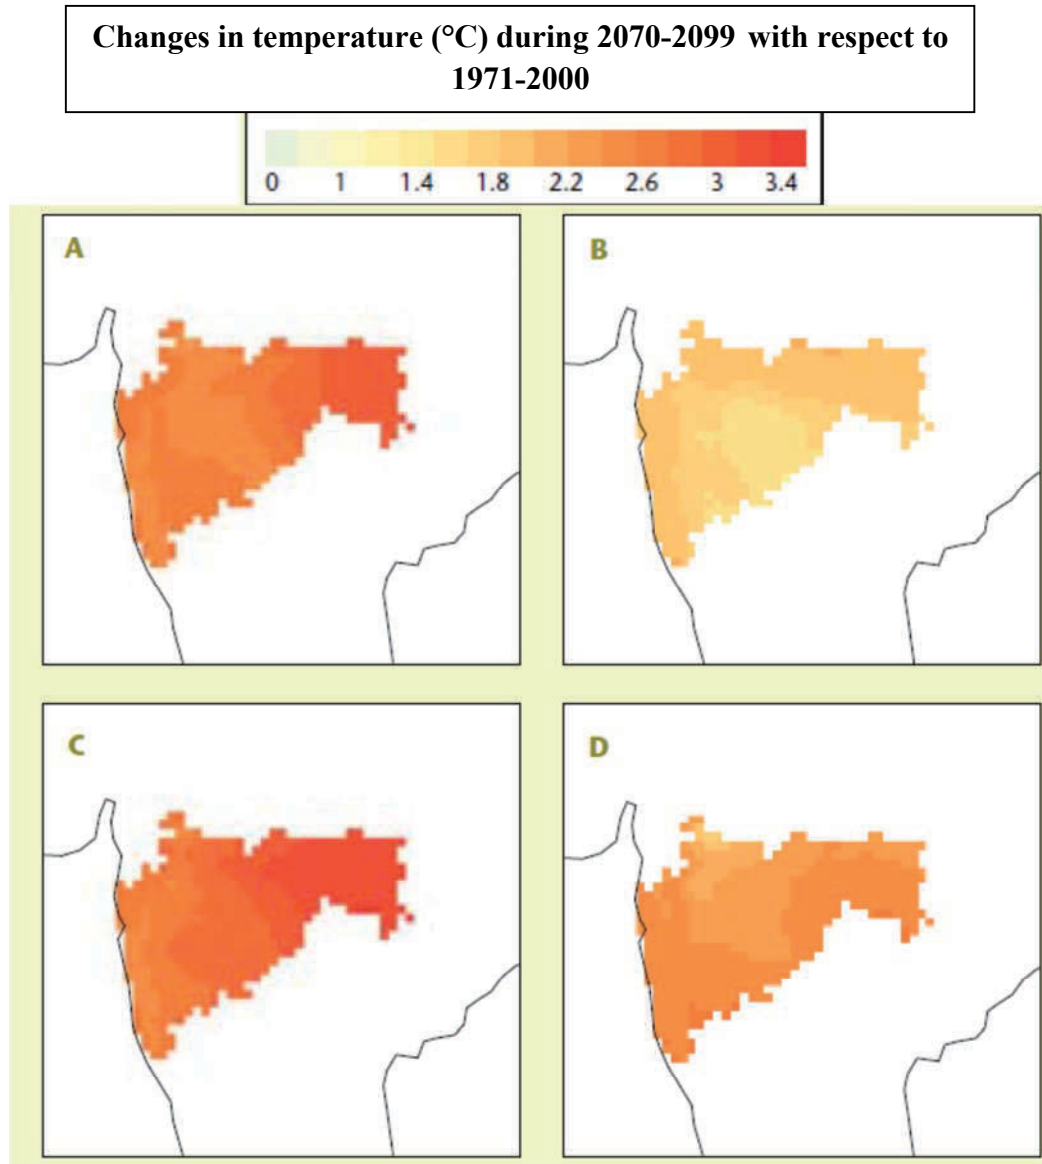 Changes in temperature (°C) during 2070-2099 with respect to
1971-2000
0 1 1.4 1.8 2.2 2.6 3 3.4
A B
C D